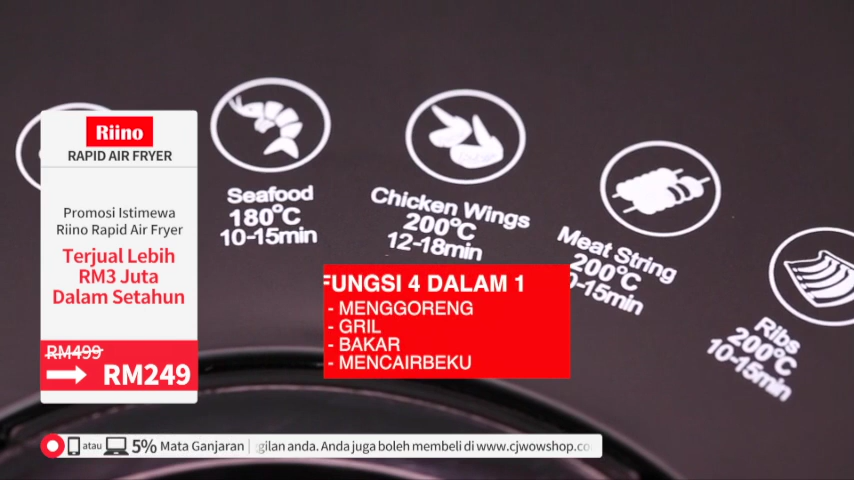 Riino
RAPID AIR FRYER
Promosi Istimewa
Riino Rapid Air Fryer
Terjual Lebih
RM3 Juta
Dalam Setahun
RM499
RM249
Seafood
180°C
10-15min
Chicken Wings
200°C
12-18min
Meat String
200°C
0-15min
Ribs
200°C
10-15min
FUNGSI 4 DALAM 1
- MENGGORENG
- GRIL
- BAKAR
- MENCAIRBEKU
atau 5% Mata Ganjaran gilan anda. Anda juga boleh membeli di www.cjwowshop.co